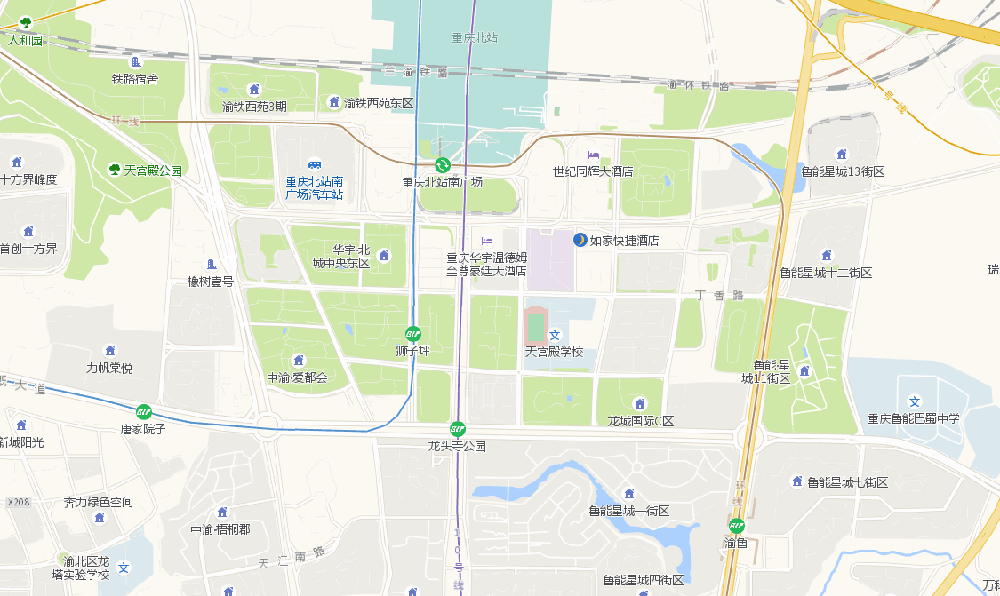 重庆北站
人和园
兰渝铁路
铁路宿舍
渝怀铁路
4号线
渝铁西苑3期
渝铁西苑东区
环线
天宫殿公园
十方界峰度
重庆北站南
广场汽车站
重庆北站南广场
世纪同辉大酒店
鲁能星城13街区
首创十方界
华宇·北
城中央东区
重庆华宇温德姆
至尊豪廷大酒店
如家快捷酒店
橡树壹号
鲁能星城十二街区
瑞
丁香路
狮子坪
天宫殿学校
力帆棠悦
中渝·爱都会
鲁能·星
城11街区
大道
唐家院子
龙城国际C区
重庆鲁能巴蜀中学
新城阳光
龙头寺公园
鲁能星城七街区
X208
奔力绿色空间
中渝·梧桐郡
鲁能星城一街区
环线
渝鲁
10号线
天江南路
渝北区龙
塔实验学校
鲁能星城四街区
万科